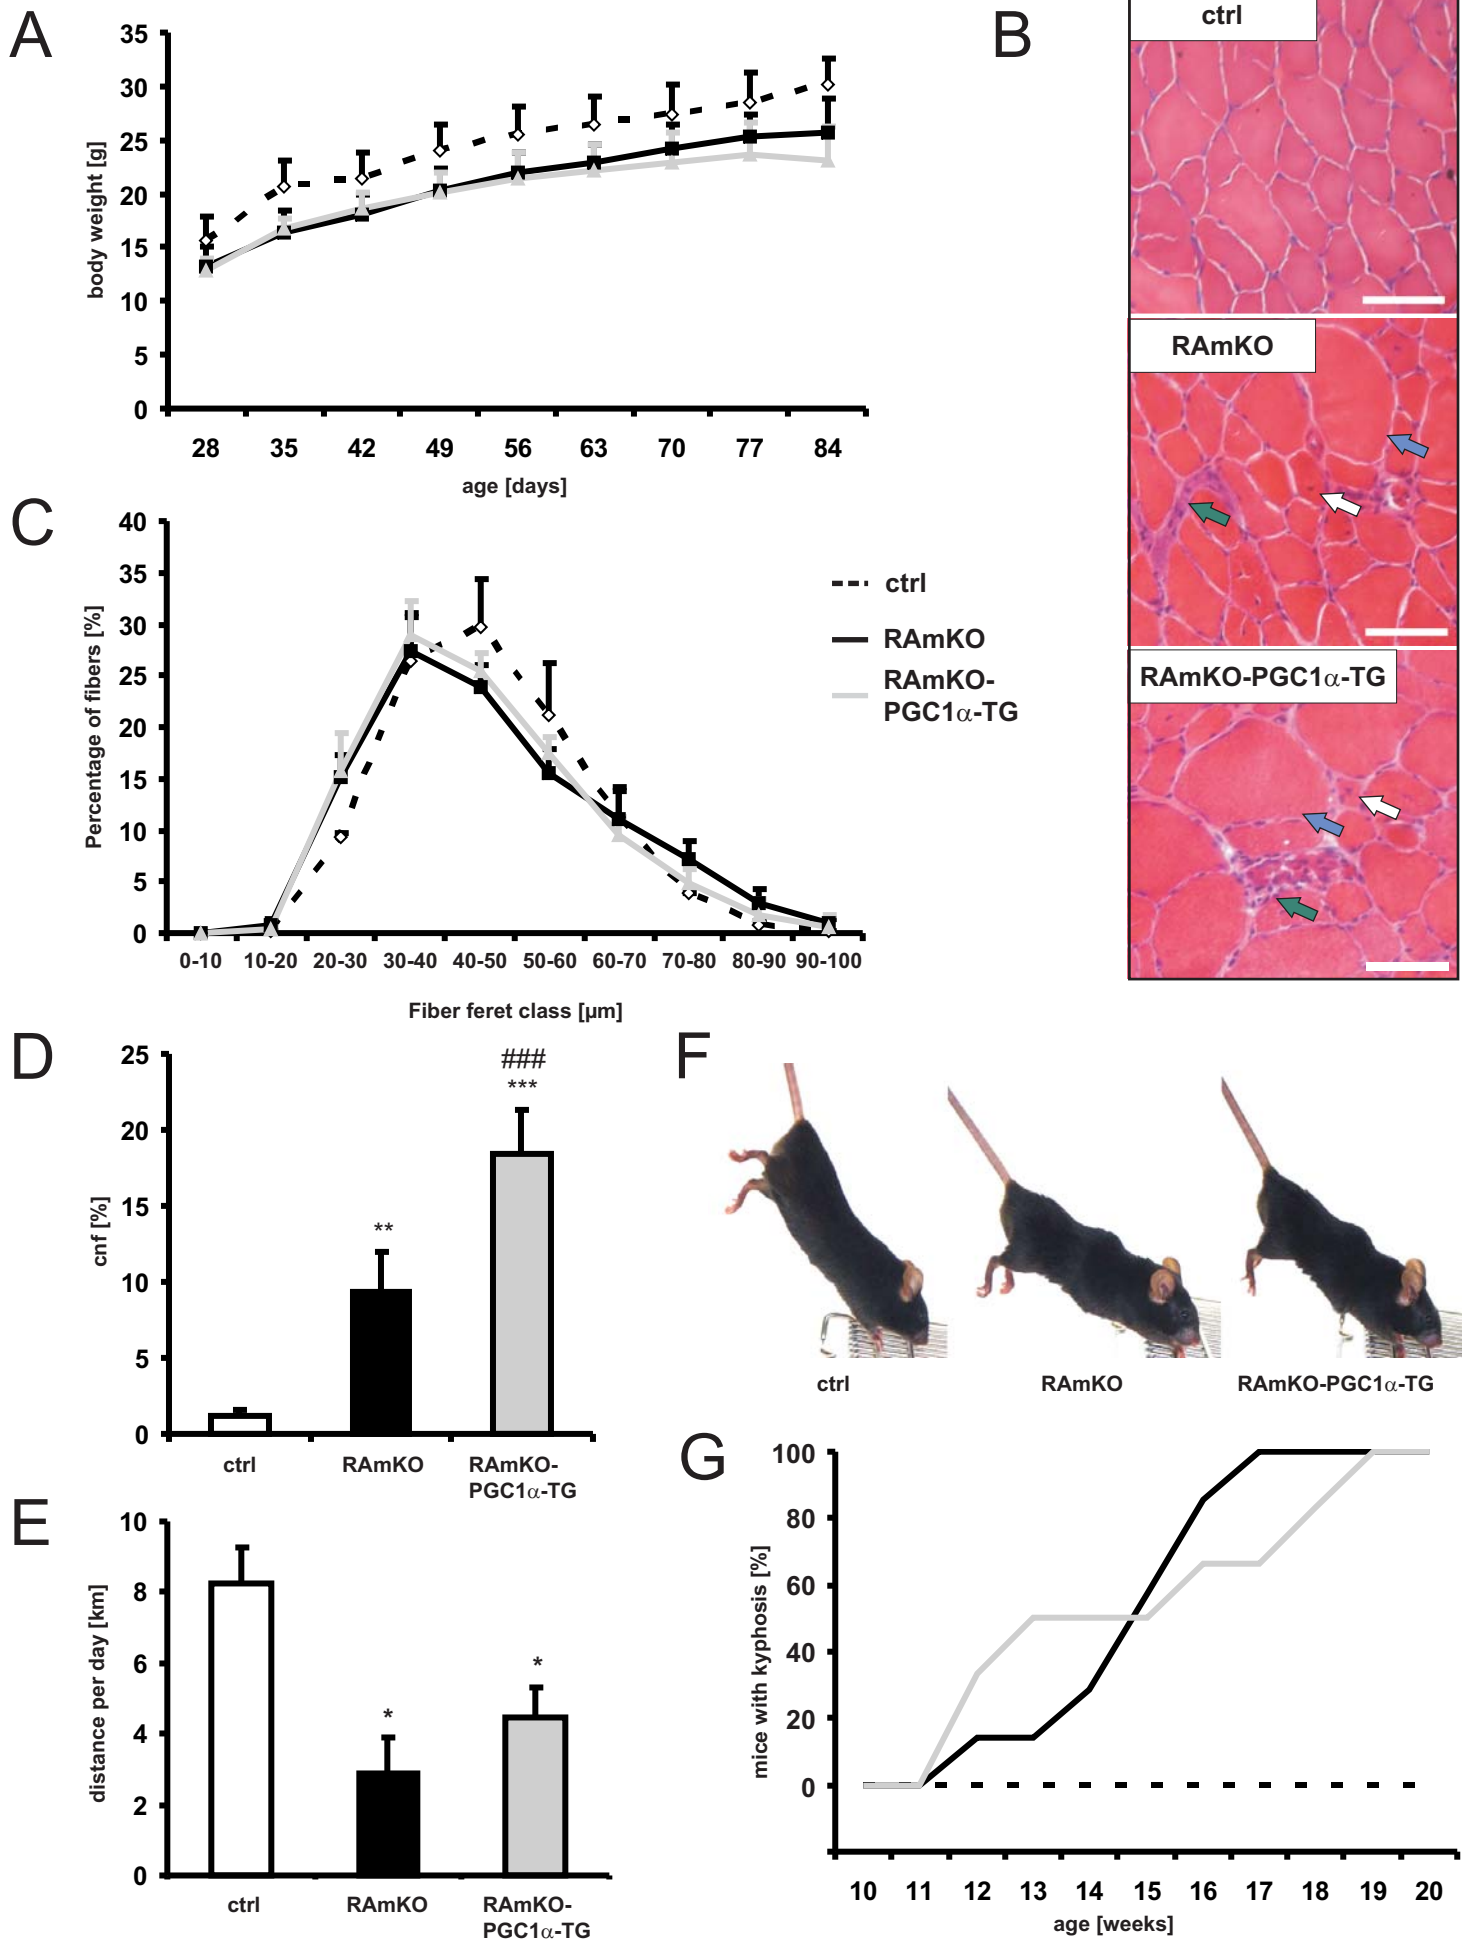 A
35
30
25
20
15
10
5
0
body weight [g]
28 35 42 49 56 63 70 77 84
age [days]
B
ctrl
RAmKO
RAmKO-PGC1α-TG
C
40
35
30
25
20
15
10
5
0
Percentage of fibers [%]
0-10 10-20 20-30 30-40 40-50 50-60 60-70 70-80 80-90 90-100
Fiber feret class [µm]
ctrl
RAmKO
RAmKO-
PGC1α-TG
D
25
20
15
10
5
0
cnf [%]
**
###
***
ctrl RAmKO RAmKO-
PGC1α-TG
E
10
8
6
4
2
0
distance per day [km]
*
*
ctrl RAmKO RAmKO-
PGC1α-TG
F
ctrl RAmKO RAmKO-PGC1α-TG
G
100
80
60
40
20
0
mice with kyphosis [%]
10 11 12 13 14 15 16 17 18 19 20
age [weeks]